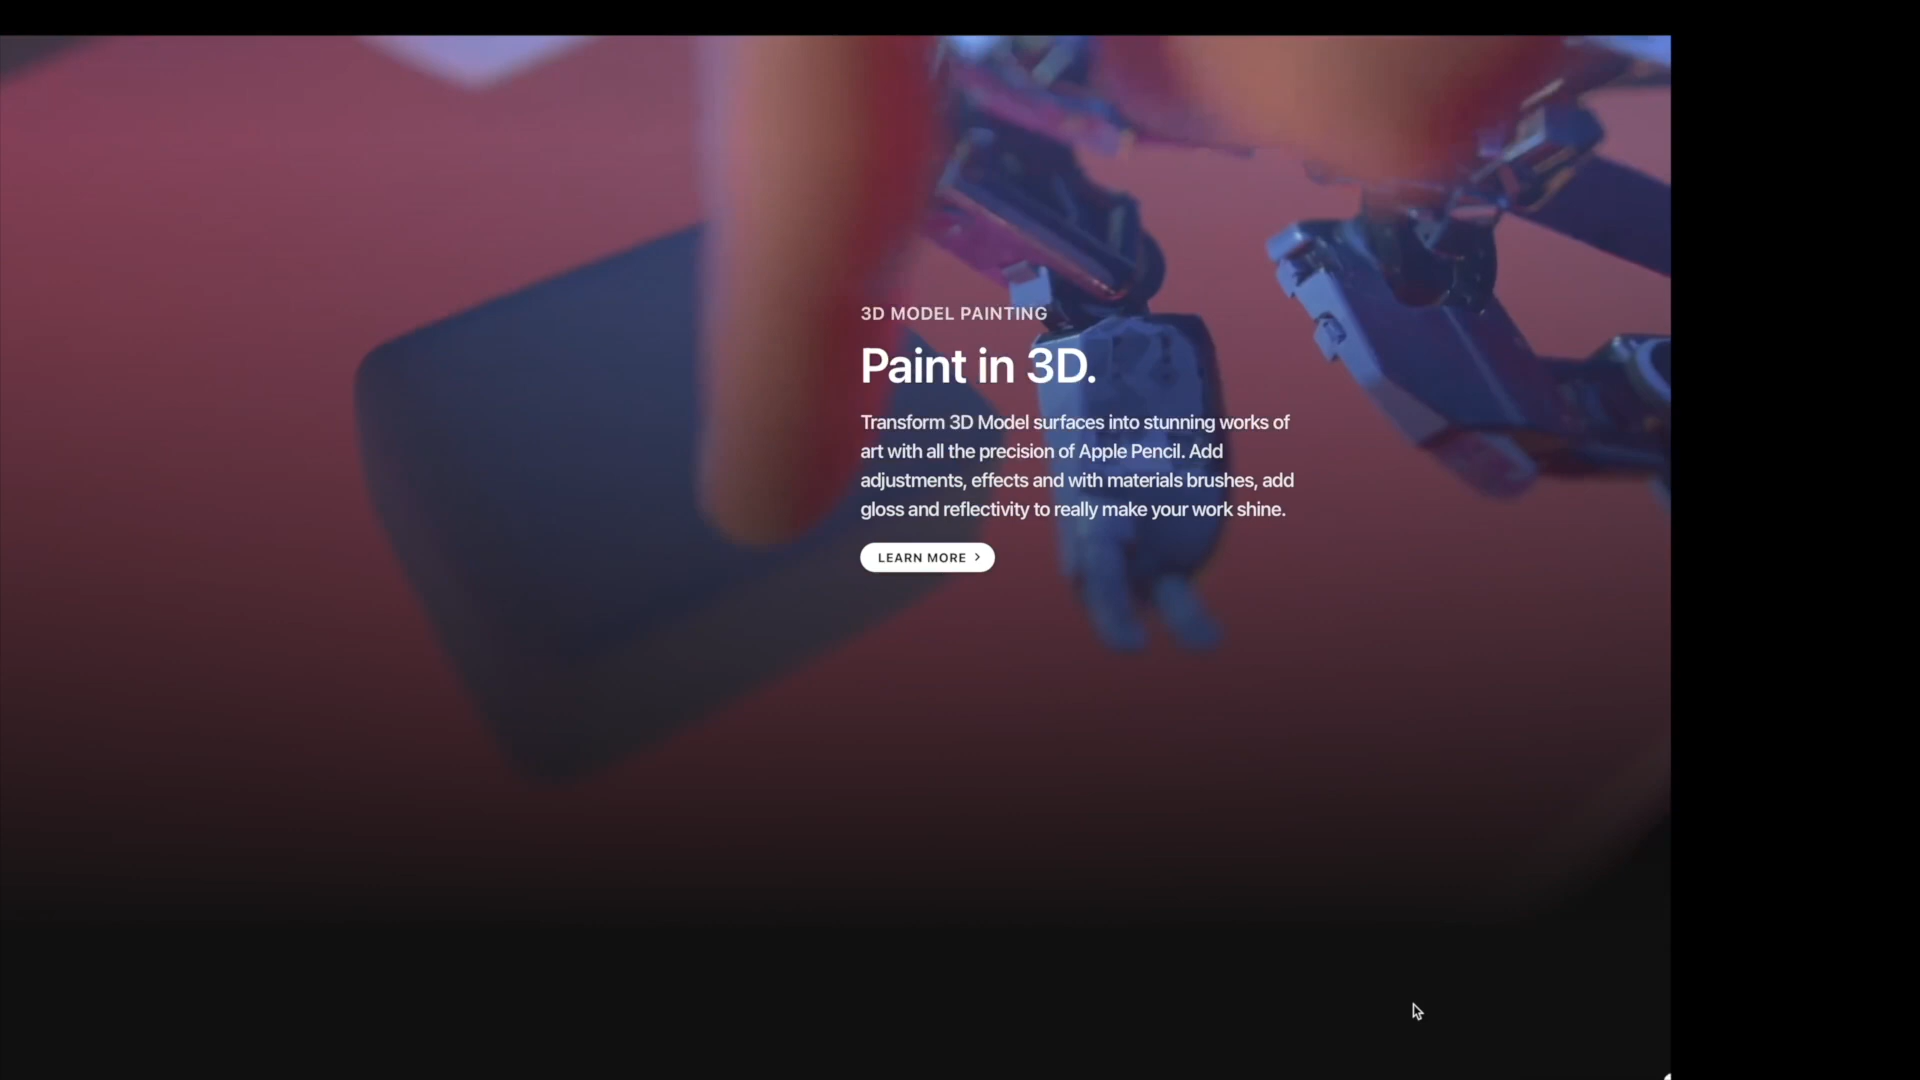 3D MODEL PAINTING
Paint in 3D.
Transform 3D Model surfaces into stunning works of
art with all the precision of Apple Pencil. Add
adjustments, effects and with materials brushes, add
gloss and reflectivity to really make your work shine.
LEARN MORE >